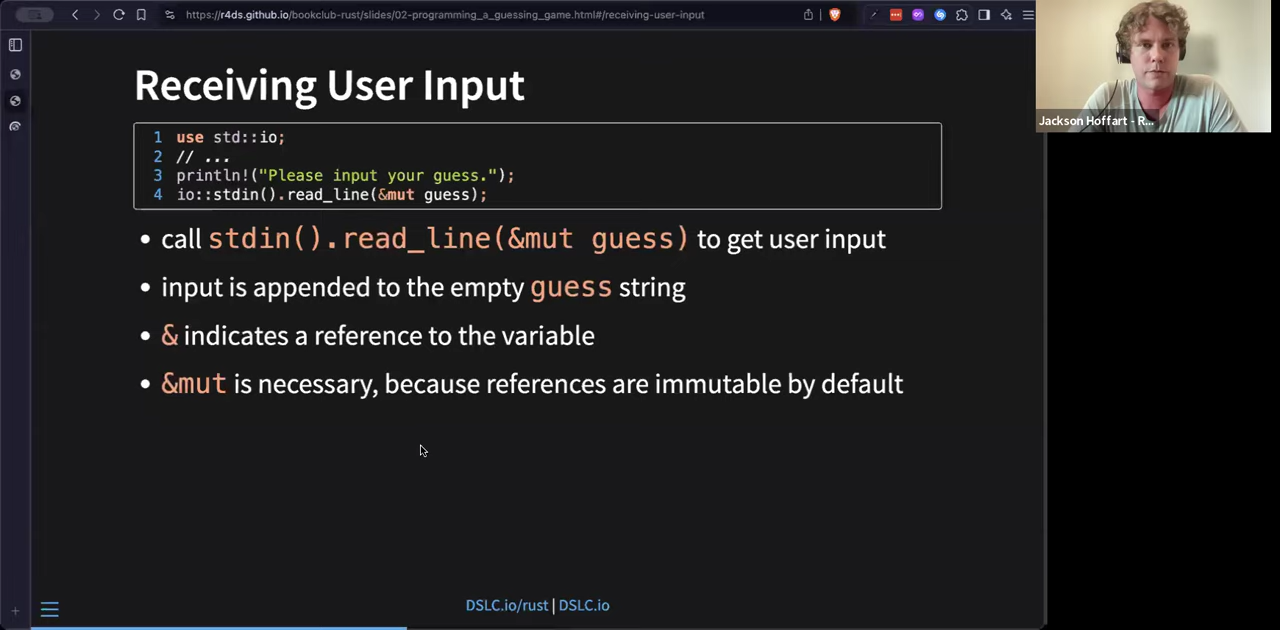 https://r4ds.github.io/bookclub-rust/slides/02-programming_a_guessing_game.html#/receiving-user-input
Receiving User Input
1 use std::io;
2 // ...
3 println!("Please input your guess.");
4 io::stdin().read_line(&mut guess);
• call stdin().read_line(&mut guess) to get user input
• input is appended to the empty guess string
• & indicates a reference to the variable
• &mut is necessary, because references are immutable by default
DSLC.io/rust | DSLC.io
Jackson Hoffart - R...